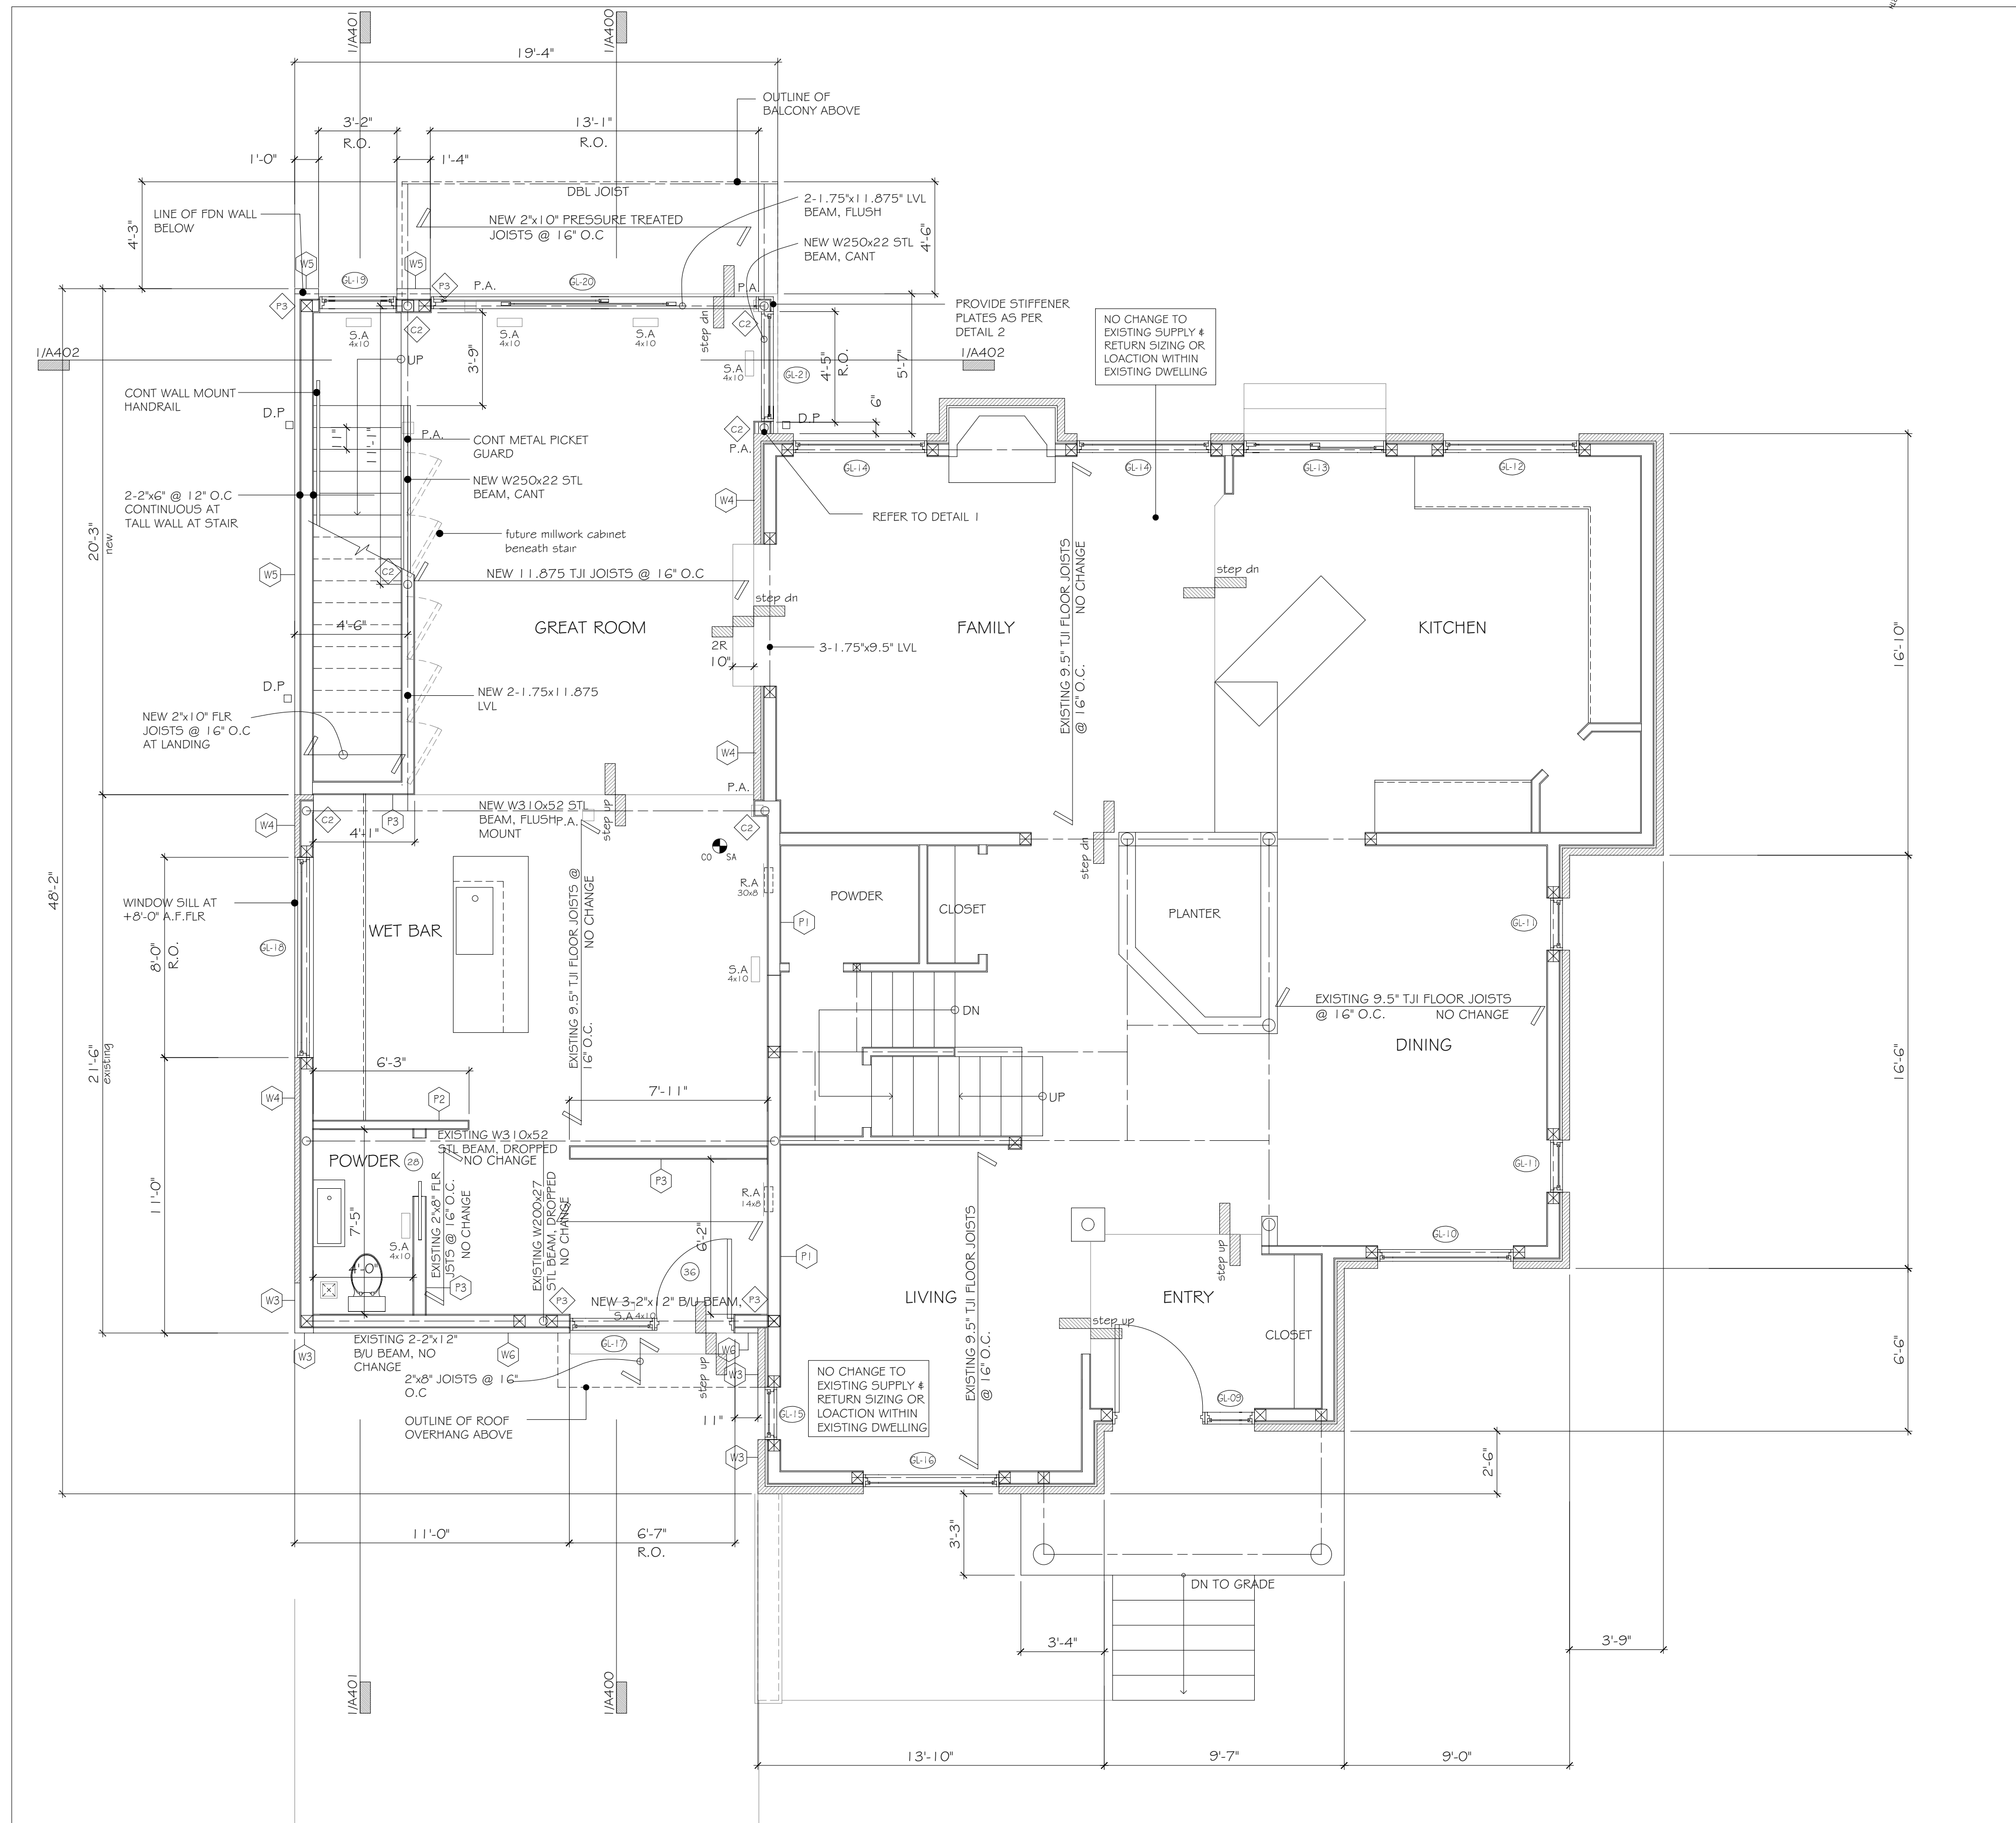 1/A401
1/A400
19'-4"
OUTLINE OF
BALCONY ABOVE
3'-2"
R.O.
13'-1"
R.O.
1'-0"
1'-4"
DBL JOIST
2-1.75"x11.875" LVL
BEAM, FLUSH
LINE OF FDN WALL
BELOW
NEW 2"x10" PRESSURE TREATED
JOISTS @ 16" O.C
4'-3"
4'-6"
NEW W250x22 STL
BEAM, CANT
W5
W5
GL-19
P3
P.A.
GL-20
P.A.
P3
PROVIDE STIFFENER
PLATES AS PER
DETAIL 2
NO CHANGE TO
EXISTING SUPPLY &
RETURN SIZING OR
LOACTION WITHIN
EXISTING DWELLING
S.A
4x10
C2
S.A
4x10
S.A
4x10
step dn
C2
1/A402
UP
3'-9"
S.A
4x10
GL-21
4'-5"
R.O.
5'-7"
1/A402
CONT WALL MOUNT
HANDRAIL
D.P
6"
D.P
C2
P.A.
11"
11'-1"
P.A.
CONT METAL PICKET
GUARD
GL-14
GL-14
GL-13
GL-12
NEW W250x22 STL
BEAM, CANT
2-2"x6" @ 12" O.C
CONTINUOUS AT
TALL WALL AT STAIR
W4
REFER TO DETAIL 1
20'-3"
new
future millwork cabinet
beneath stair
W5
C2
NEW 11.875 TJI JOISTS @ 16" O.C
step dn
step dn
EXISTING 9.5" TJI FLOOR JOISTS
@ 16" O.C.
NO CHANGE
4'-6"
GREAT ROOM
FAMILY
KITCHEN
2R
10"
3-1.75"x9.5" LVL
16'-10"
D.P
NEW 2-1.75x11.875
LVL
NEW 2"x10" FLR
JOISTS @ 16" O.C
AT LANDING
W4
P.A.
NEW W310x52 STL
BEAM, FLUSH
MOUNT
P.A.
step up
W4
C2
P3
4'-1"
C2
CO
SA
step dn
48'-2"
R.A
30x8
POWDER
CLOSET
PLANTER
WINDOW SILL AT
+8'-0" A.F.FLR
P1
GL-11
WET BAR
GL-18
8'-0"
R.O.
EXISTING 9.5" TJI FLOOR JOISTS @
16" O.C.
NO CHANGE
S.A
4x10
DN
EXISTING 9.5" TJI FLOOR JOISTS
@ 16" O.C.
NO CHANGE
DINING
21'-6"
existing
6'-3"
16'-6"
W4
P2
7'-11"
UP
EXISTING W310x52
STL BEAM, DROPPED
NO CHANGE
POWDER
28
P3
R.A
14x8
GL-11
7'-5"
EXISTING 2"x8" FLR
JSTS @ 16" O.C.
NO CHANGE
EXISTING W200x27
STL BEAM, DROPPED
NO CHANGE
6'-2"
11'-0"
S.A
4x10
4'-0"
P3
36
P1
EXISTING 9.5" TJI FLOOR JOISTS
@ 16" O.C.
step up
GL-10
W3
P3
NEW 3-2"x12" B/U BEAM,
P3
S.A 4x10
LIVING
ENTRY
step up
CLOSET
EXISTING 2-2"x12"
B/U BEAM, NO
CHANGE
W3
W6
GL-17
W6
W3
2"x8" JOISTS @ 16"
O.C
step up
NO CHANGE TO
EXISTING SUPPLY &
RETURN SIZING OR
LOACTION WITHIN
EXISTING DWELLING
6'-6"
GL-09
OUTLINE OF ROOF
OVERHANG ABOVE
11"
GL-15
W3
GL-16
2'-6"
11'-0"
6'-7"
R.O.
3'-3"
DN TO GRADE
3'-4"
3'-9"
1/A401
1/A400
13'-10"
9'-7"
9'-0"